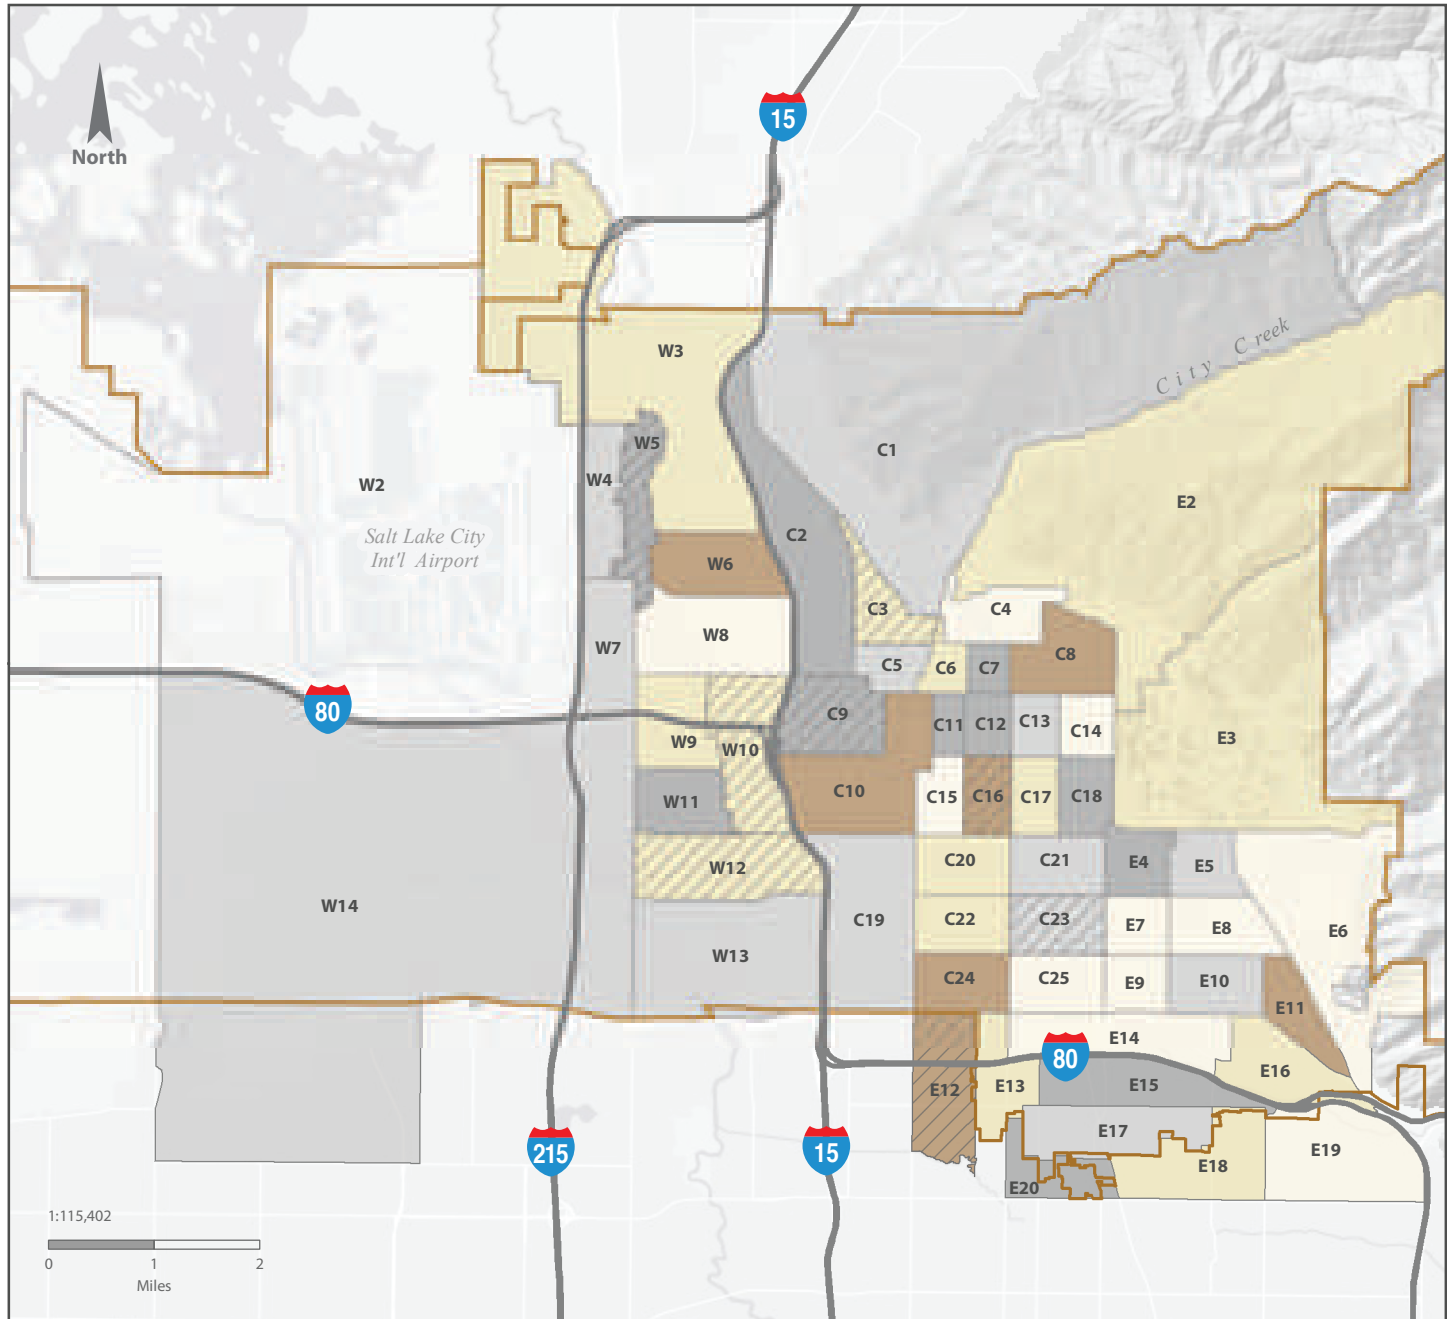 15
North
W3
City Creek
W5
C1
W4
W2
E2
Salt Lake City
Int'l Airport
C2
W6
C3
C4
W8
W7
C5
C6
C7
C8
80
C9
C11
C12
C13
C14
E3
W9
W10
C10
C15
C16
C17
C18
W11
W12
C20
C21
E4
E5
W14
C19
C22
C23
E7
E8
E6
W13
C24
C25
E9
E10
E11
E14
80
E12
E13
E15
E16
E17
215
15
E18
E19
E20
1:115,402
0
1
2
Miles